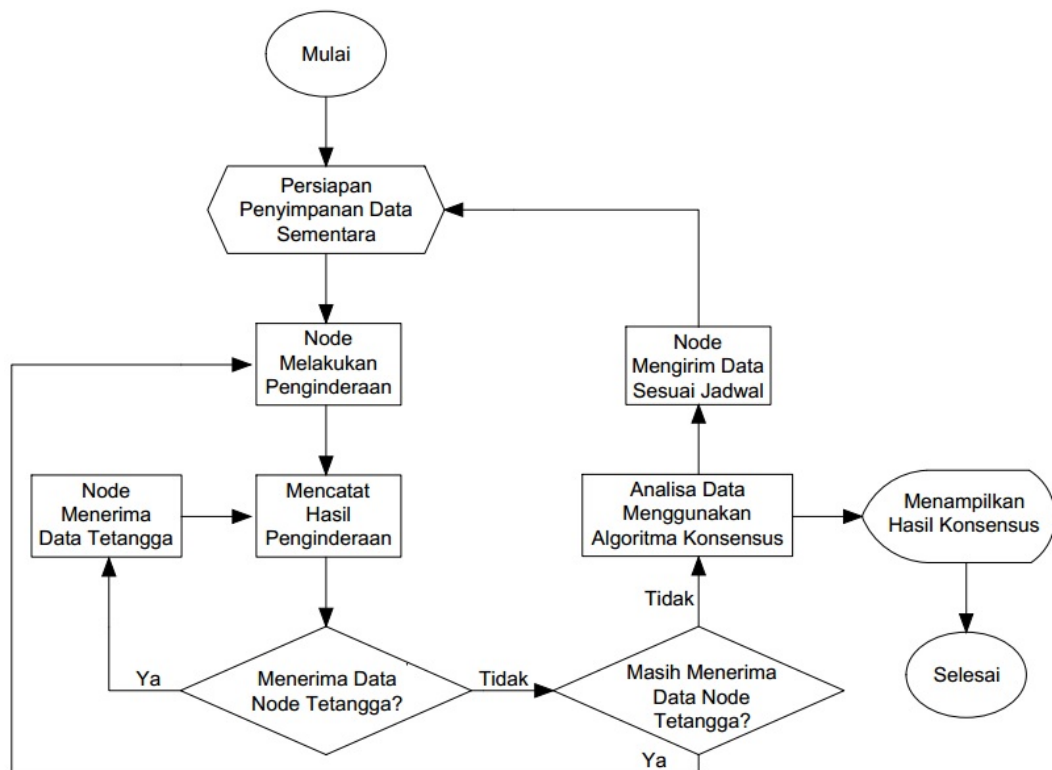 Mulai
Persiapan
Penyimpanan Data
Sementara
Node
Melakukan
Penginderaan
Node
Mengirim Data
Sesuai Jadwal
Node
Menerima
Data Tetangga
Mencatat
Hasil
Penginderaan
Analisa Data
Menggunakan
Algoritma Konsensus
Menampilkan
Hasil Konsensus
Tidak
Ya
Menerima Data
Node Tetangga?
Tidak
Masih Menerima
Data Node
Tetangga?
Selesai
Ya